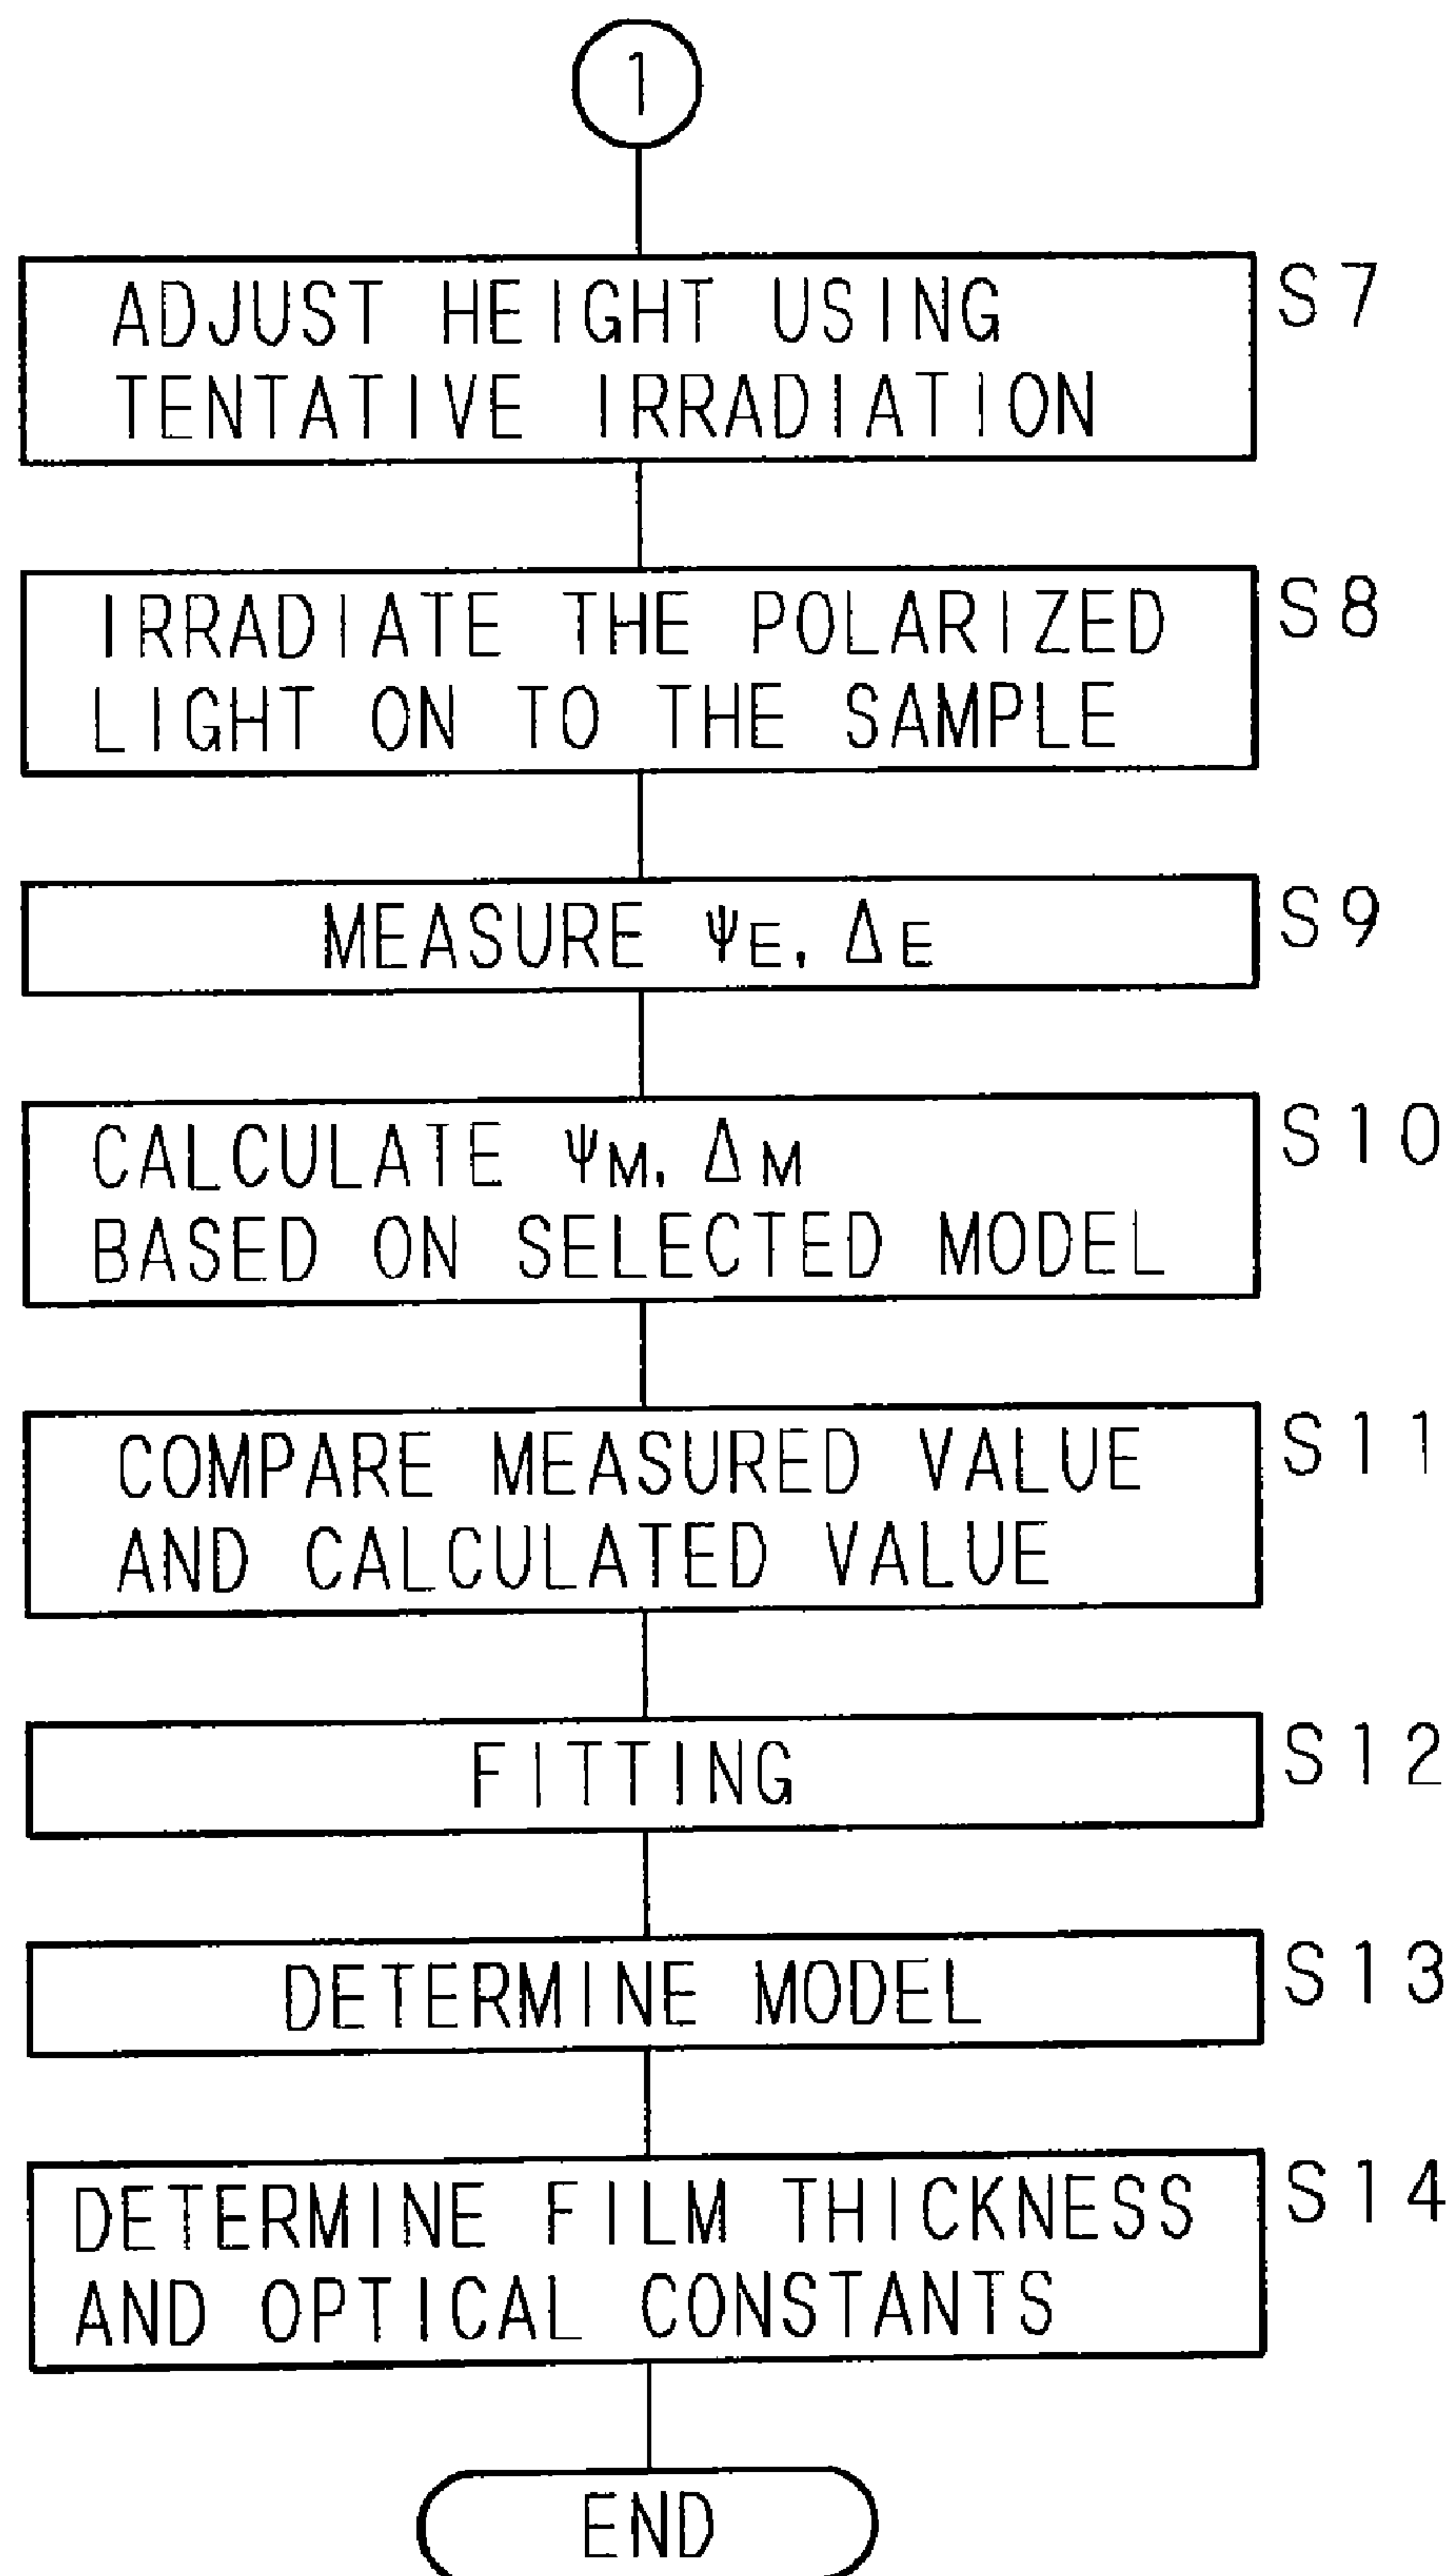 1
ADJUST HEIGHT USING
TENTATIVE IRRADIATION
S7
IRRADIATE THE POLARIZED
LIGHT ON TO THE SAMPLE
S8
MEASURE ψE, ΔE
S9
CALCULATE ψM, ΔM
BASED ON SELECTED MODEL
S10
COMPARE MEASURED VALUE
AND CALCULATED VALUE
S11
FITTING
S12
DETERMINE MODEL
S13
DETERMINE FILM THICKNESS
AND OPTICAL CONSTANTS
S14
END